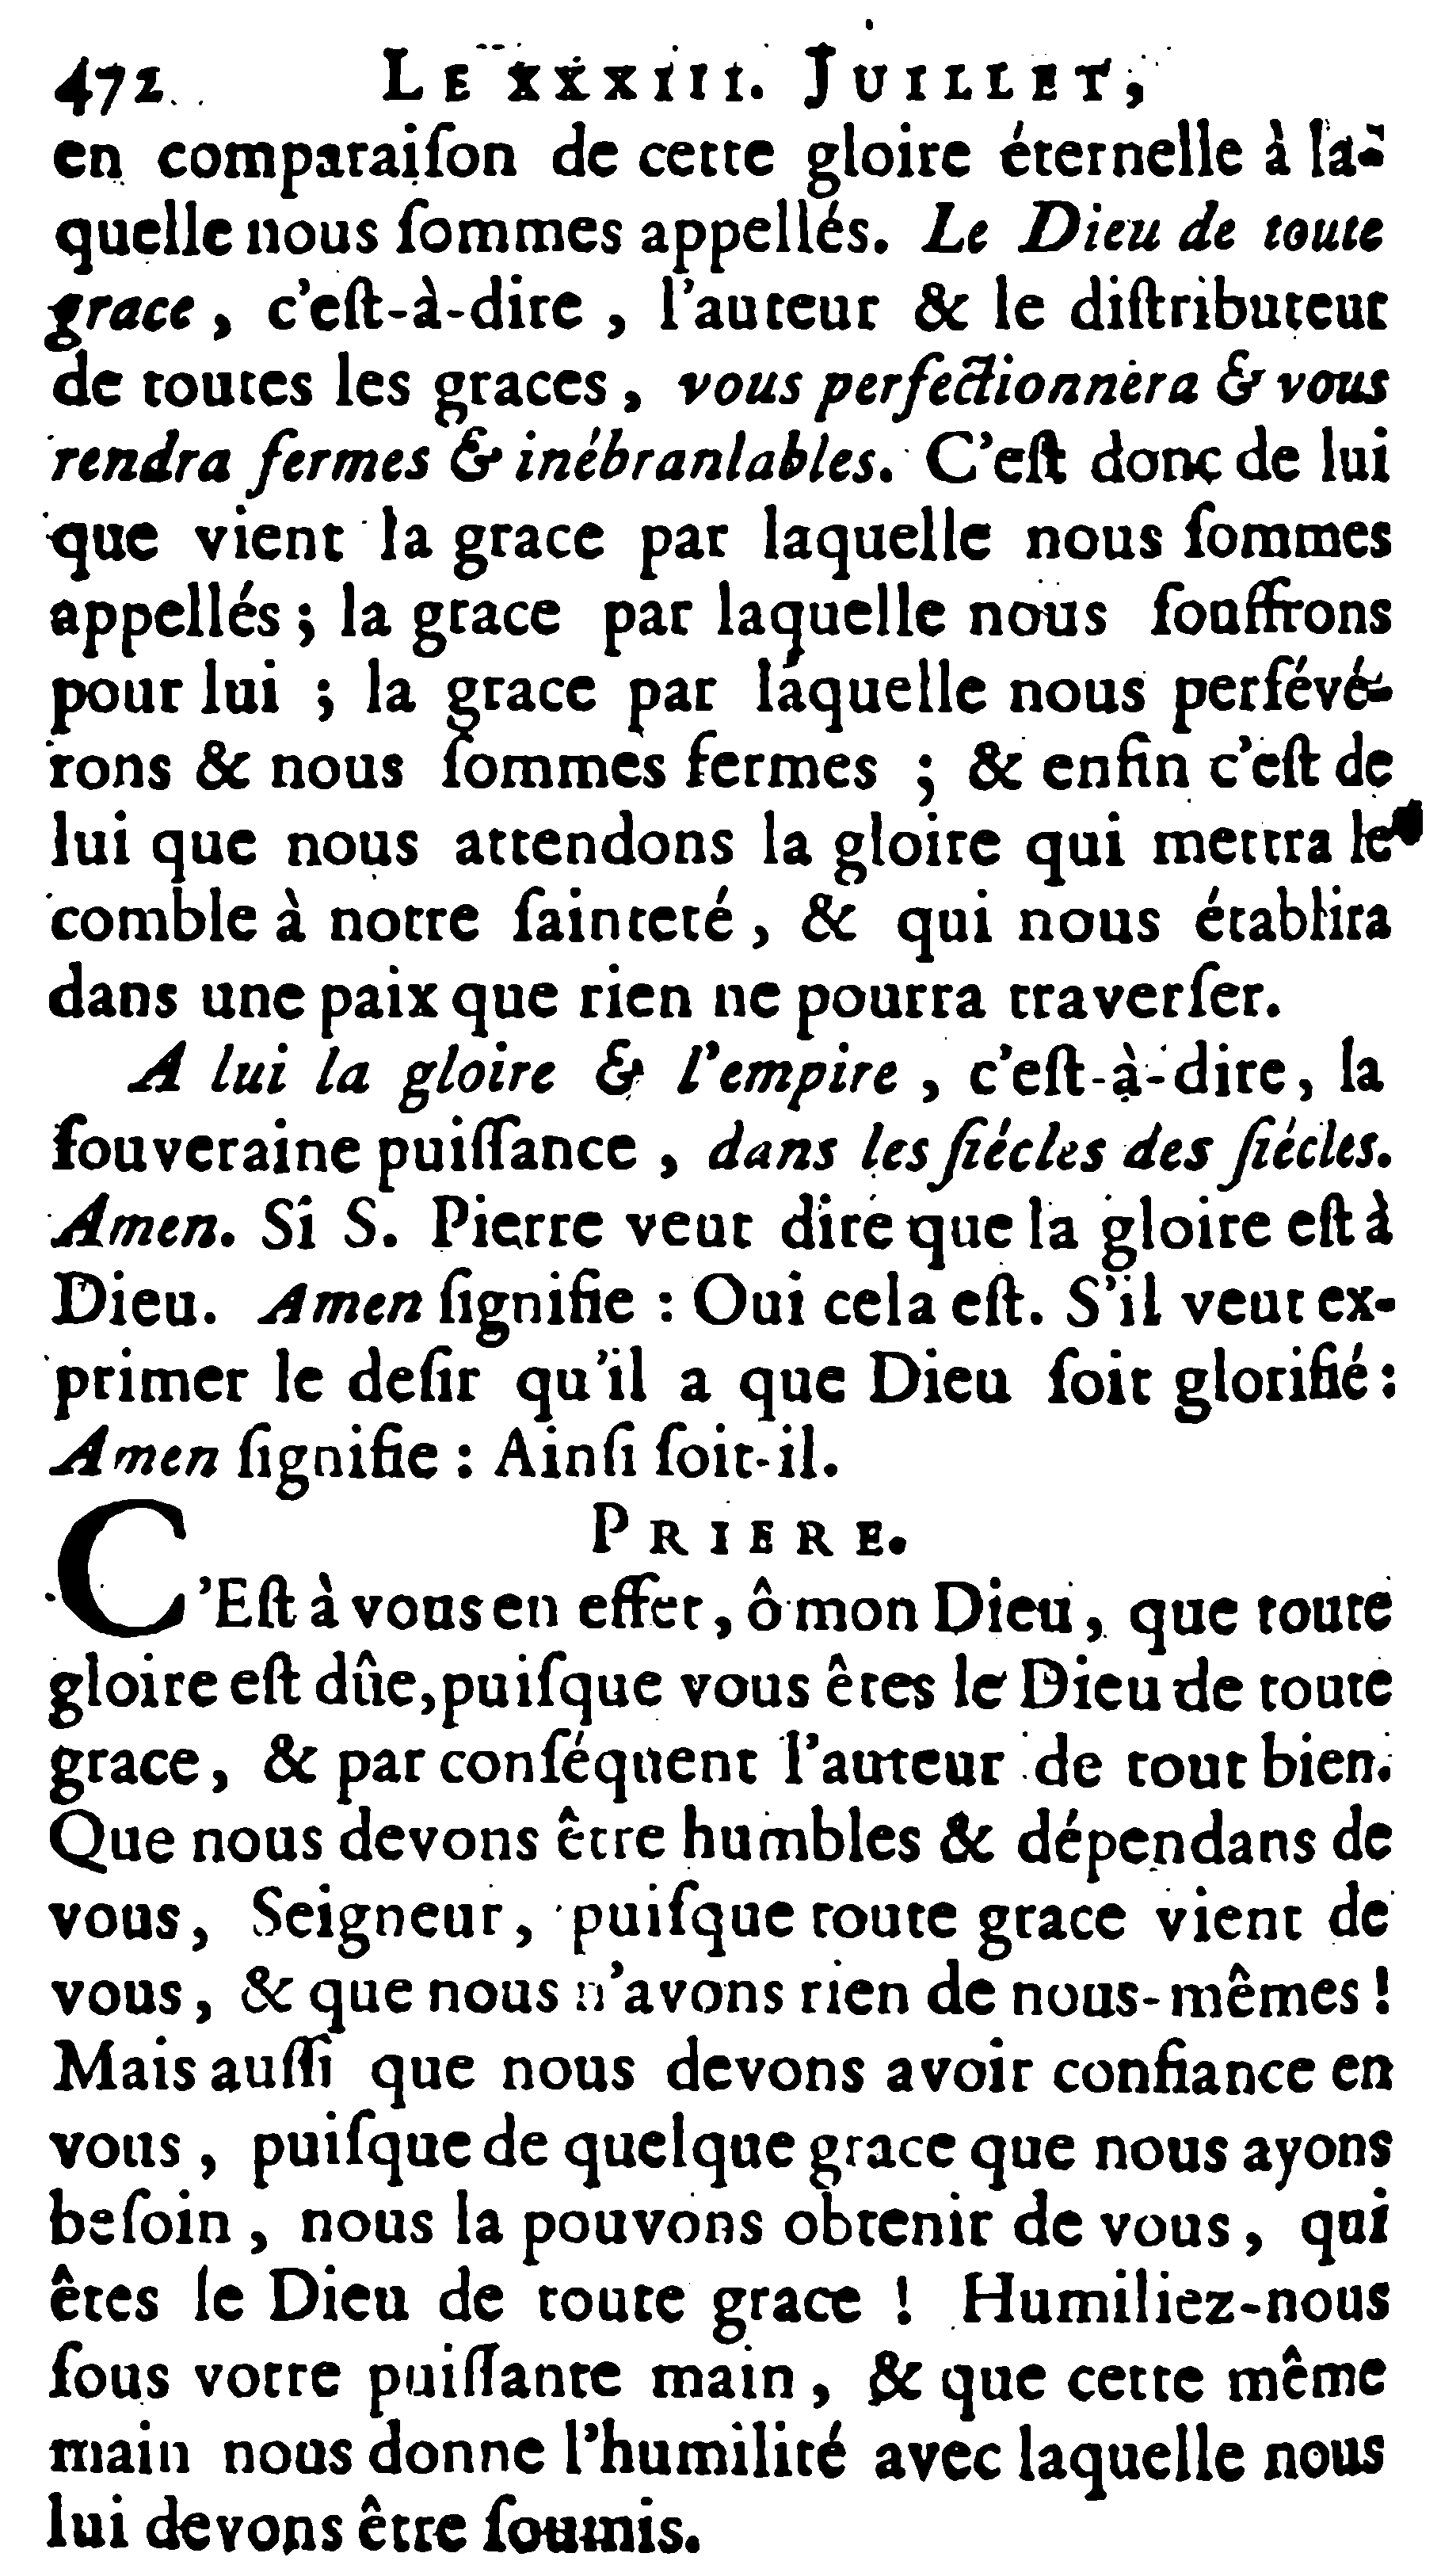 472 LE XXXIII. JUILLET,
en comparaiſon de cette gloire éternelle à la-
quelle nous ſommes appellés. Le Dieu de toute
grace, c'eſt-à-dire, l'auteur & le diſtributeur
de toutes les graces, vous perfectionnera & vous
rendra fermes & inébranlables. C'eſt donc de lui
que vient la grace par laquelle nous ſommes
appellés; la grace par laquelle nous ſouffrons
pour lui ; la grace par laquelle nous perſévé-
rons & nous ſommes fermes ; & enfin c'eſt de
lui que nous attendons la gloire qui mettra le
comble à notre ſainteté, & qui nous établira
dans une paix que rien ne pourra traverſer.
A lui la gloire & l'empire, c'eſt-à-dire, la
ſouveraine puiſſance, dans les ſiécles des ſiécles.
Amen. Si S. Pierre veut dire que la gloire eſt à
Dieu. Amen ſignifie : Oui cela eſt. S'il veut ex-
primer le deſir qu'il a que Dieu ſoit glorifié:
Amen ſignifie : Ainſi ſoit-il.
PRIERE.
C'Eſt à vous en effet, ô mon Dieu, que toute
gloire eſt dûe, puiſque vous êtes le Dieu de toute
grace, & par conſéquent l'auteur de tout bien.
Que nous devons être humbles & dépendans de
vous, Seigneur, puiſque toute grace vient de
vous, & que nous n'avons rien de nous-mêmes !
Mais auſſi que nous devons avoir confiance en
vous, puiſque de quelque grace que nous ayons
beſoin, nous la pouvons obtenir de vous, qui
êtes le Dieu de toute grace ! Humiliez-nous
ſous votre puiſſante main, & que cette même
main nous donne l'humilité avec laquelle nous
lui devons être ſoumis.